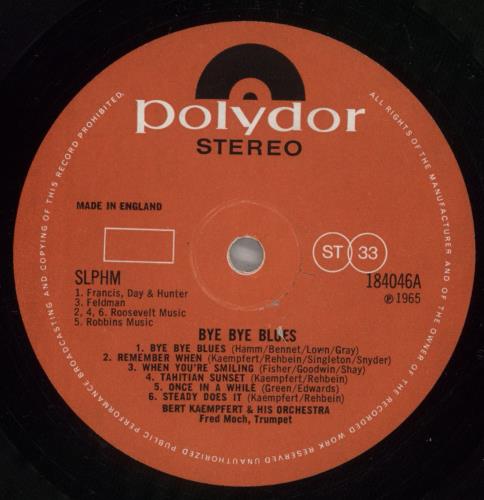 polydor
STEREO
MADE IN ENGLAND
ST 33
SLPHM
184046A
1. Francis, Day & Hunter
3. Feldman
2, 4, 6. Roosevelt Music
5. Robbins Music
℗ 1965
BYE BYE BLUES
1. BYE BYE BLUES (Hamm/Bennet/Lown/Gray)
2. REMEMBER WHEN (Kaempfert/Rehbein/Singleton/Snyder)
3. WHEN YOU'RE SMILING (Fisher/Goodwin/Shay)
4. TAHITIAN SUNSET (Kaempfert/Rehbein)
5. ONCE IN A WHILE (Green/Edwards)
6. STEADY DOES IT (Kaempfert/Rehbein)
BERT KAEMPFERT & HIS ORCHESTRA
Fred Moch, Trumpet
ALL RIGHTS OF THE MANUFACTURER AND OF THE OWNER OF THE RECORDED WORK RESERVED UNAUTHORIZED PUBLIC PERFORMANCE BROADCASTING AND COPYING OF THIS RECORD PROHIBITED.